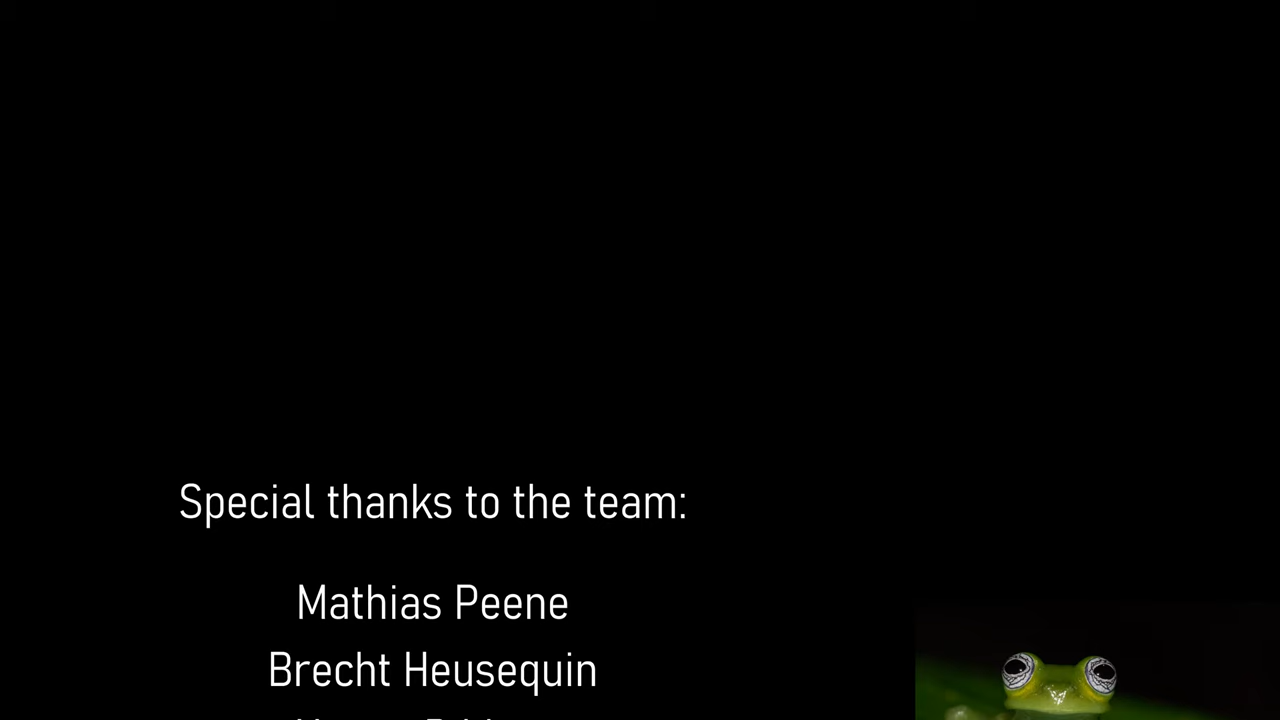 Special thanks to the team:
Mathias Peene
Brecht Heusequin